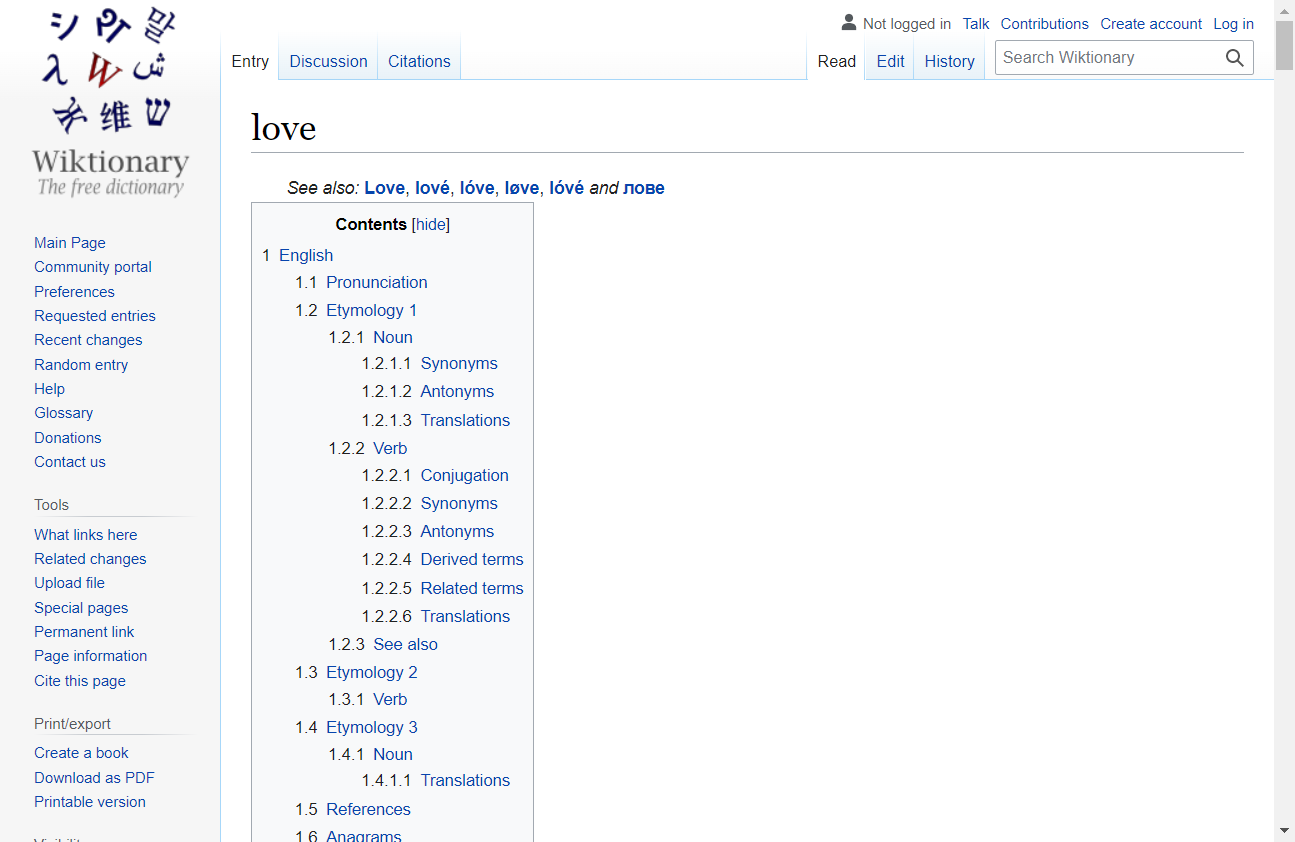 Wiktionary
The free dictionary
Main Page
Community portal
Preferences
Requested entries
Recent changes
Random entry
Help
Glossary
Donations
Contact us
Tools
What links here
Related changes
Upload file
Special pages
Permanent link
Page information
Cite this page
Print/export
Create a book
Download as PDF
Printable version
Not logged in Talk Contributions Create account Log in
Entry Discussion Citations Read Edit History Search Wiktionary
love
See also: Love, lové, lóve, løve, lóvé and лове
Contents [hide]
1 English
1.1 Pronunciation
1.2 Etymology 1
1.2.1 Noun
1.2.1.1 Synonyms
1.2.1.2 Antonyms
1.2.1.3 Translations
1.2.2 Verb
1.2.2.1 Conjugation
1.2.2.2 Synonyms
1.2.2.3 Antonyms
1.2.2.4 Derived terms
1.2.2.5 Related terms
1.2.2.6 Translations
1.2.3 See also
1.3 Etymology 2
1.3.1 Verb
1.4 Etymology 3
1.4.1 Noun
1.4.1.1 Translations
1.5 References
1.6 Anagrams